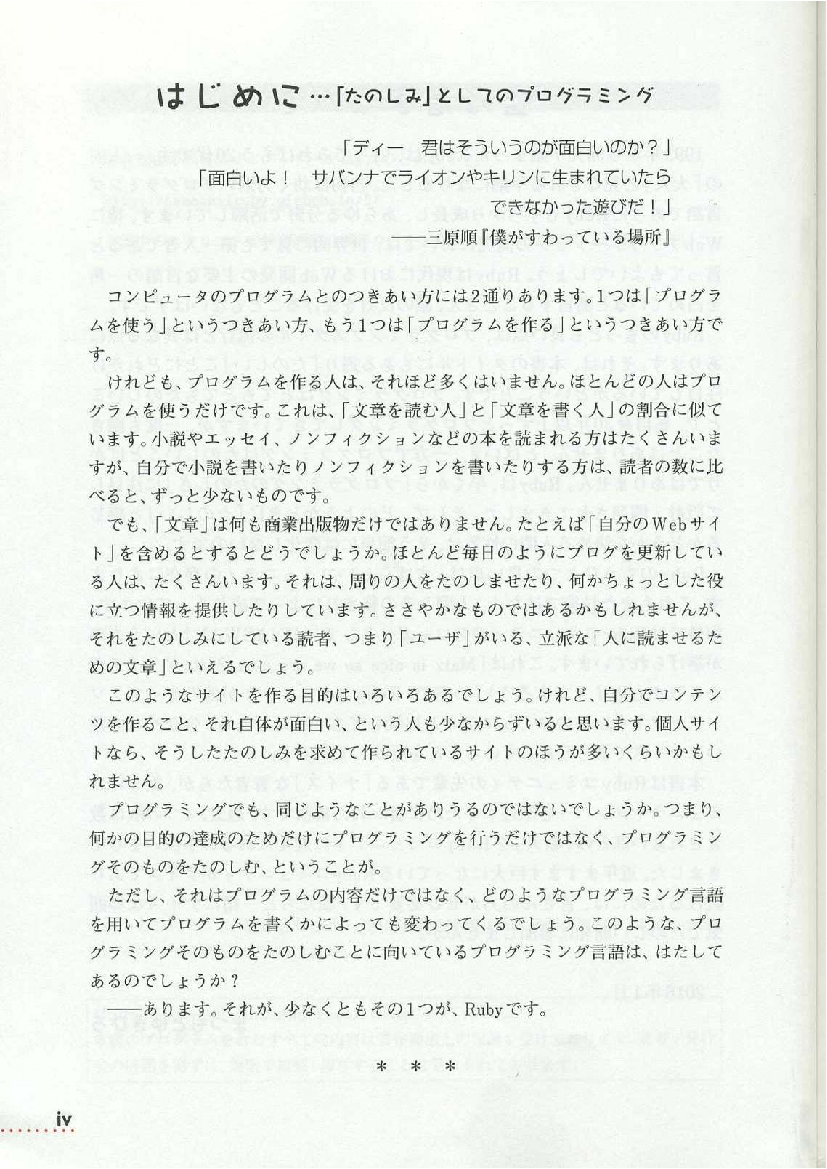 はじめに…「たのしみ」としてのプログラミング
「ディー　君はそういうのが面白いのか？」
「面白いよ！　サバンナでライオンやキリンに生まれていたら
できなかった遊びだ！」
――三原順『僕がすわっている場所』
コンピュータのプログラムとのつきあい方には2通りあります。1つは「プログラ
ムを使う」というつきあい方、もう1つは「プログラムを作る」というつきあい方で
す。
けれども、プログラムを作る人は、それほど多くはいません。ほとんどの人はプロ
グラムを使うだけです。これは、「文章を読む人」と「文章を書く人」の割合に似て
います。小説やエッセイ、ノンフィクションなどの本を読まれる方はたくさんいま
すが、自分で小説を書いたりノンフィクションを書いたりする方は、読者の数に比
べると、ずっと少ないものです。
でも、「文章」は何も商業出版物だけではありません。たとえば「自分のWebサイ
ト」を含めるとするとどうでしょうか。ほとんど毎日のようにブログを更新してい
る人は、たくさんいます。それは、周りの人をたのしませたり、何かちょっとした役
に立つ情報を提供したりしています。ささやかなものではあるかもしれませんが、
それをたのしみにしている読者、つまり「ユーザ」がいる、立派な「人に読ませるた
めの文章」といえるでしょう。
このようなサイトを作る目的はいろいろあるでしょう。けれど、自分でコンテン
ツを作ること、それ自体が面白い、という人も少なからずいると思います。個人サイ
トなら、そうしたたのしみを求めて作られているサイトのほうが多いくらいかもし
れません。
プログラミングでも、同じようなことがありうるのではないでしょうか。つまり、
何かの目的の達成のためだけにプログラミングを行うだけではなく、プログラミン
グそのものをたのしむ、ということが。
ただし、それはプログラムの内容だけではなく、どのようなプログラミング言語
を用いてプログラムを書くかによっても変わってくるでしょう。このような、プロ
グラミングそのものをたのしむことに向いているプログラミング言語は、はたして
あるのでしょうか？
――あります。それが、少なくともその1つが、Rubyです。
＊　＊　＊
iv